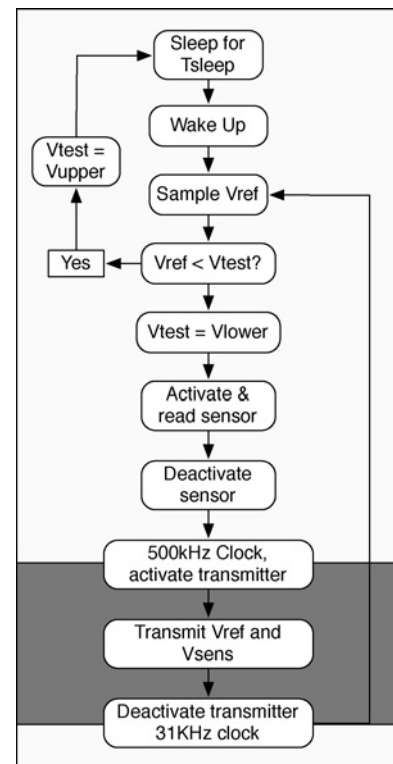 Sleep for
Tsleep
Wake Up
Vtest =
Vupper
Sample Vref
Yes
Vref < Vtest?
Vtest = Vlower
Activate &
read sensor
Deactivate
sensor
500kHz Clock,
activate transmitter
Transmit Vref and
Vsens
Deactivate transmitter
31KHz clock